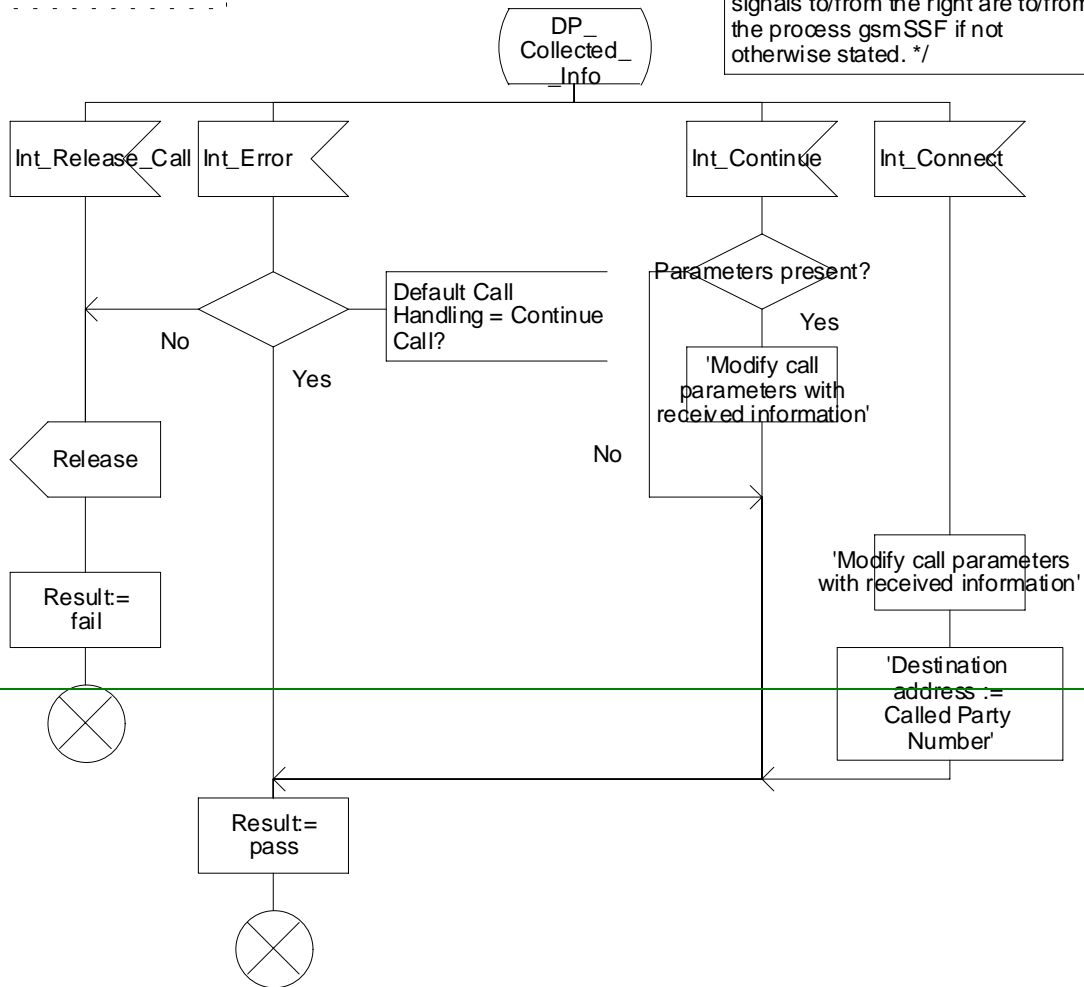 signals to/from the right are to/from
the process gsmSSF if not
otherwise stated. */
DP_
Collected_
_Info
Int_Release_Call
Int_Error
Int_Continue
Int_Connect
Parameters present?
Default Call
Handling = Continue
Call?
No
Yes
Yes
'Modify call
parameters with
received information'
No
Release
'Modify call parameters
with received information'
Result:=
fail
'Destination
address :=
Called Party
Number'
Result:=
pass